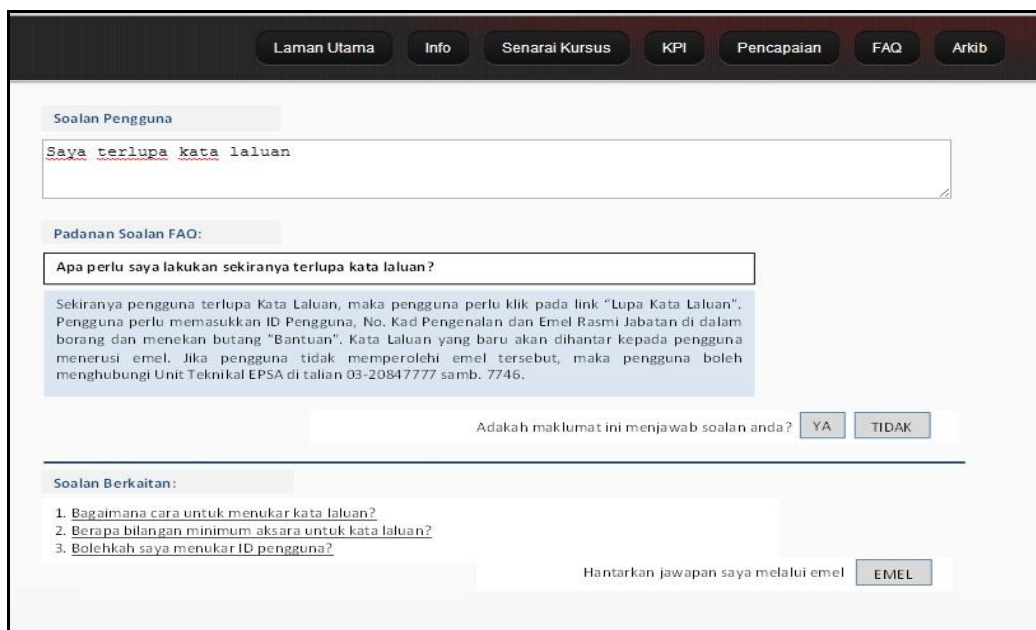 Laman Utama Info Senarai Kursus KPI Pencapaian FAQ Arkib
Soalan Pengguna
Saya terlupa kata laluan
Padanan Soalan FAQ:
Apa perlu saya lakukan sekiranya terlupa kata laluan?
Sekiranya pengguna terlupa Kata Laluan, maka pengguna perlu klik pada link “Lupa Kata Laluan”.
Pengguna perlu memasukkan ID Pengguna, No. Kad Pengenalan dan Emel Rasmi Jabatan di dalam
borang dan menekan butang "Bantuan". Kata Laluan yang baru akan dihantar kepada pengguna
menerusi emel. Jika pengguna tidak memperolehi emel tersebut, maka pengguna boleh
menghubungi Unit Teknikal EPSA di talian 03-20847777 samb. 7746.
Adakah maklumat ini menjawab soalan anda? YA TIDAK
Soalan Berkaitan:
1. Bagaimana cara untuk menukar kata laluan?
2. Berapa bilangan minimum aksara untuk kata laluan?
3. Bolehkah saya menukar ID pengguna?
Hantarkan jawapan saya melalui emel EMEL